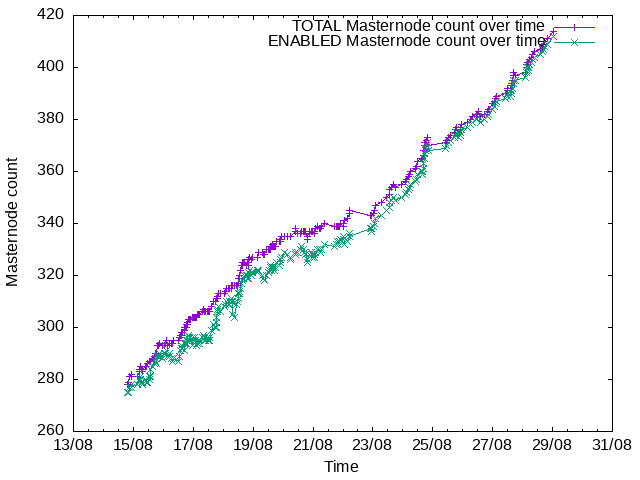 TOTAL Masternode count over time
ENABLED Masternode count over time
Masternode count
420
400
380
360
340
320
300
280
260
13/08 15/08 17/08 19/08 21/08 23/08 25/08 27/08 29/08 31/08
Time